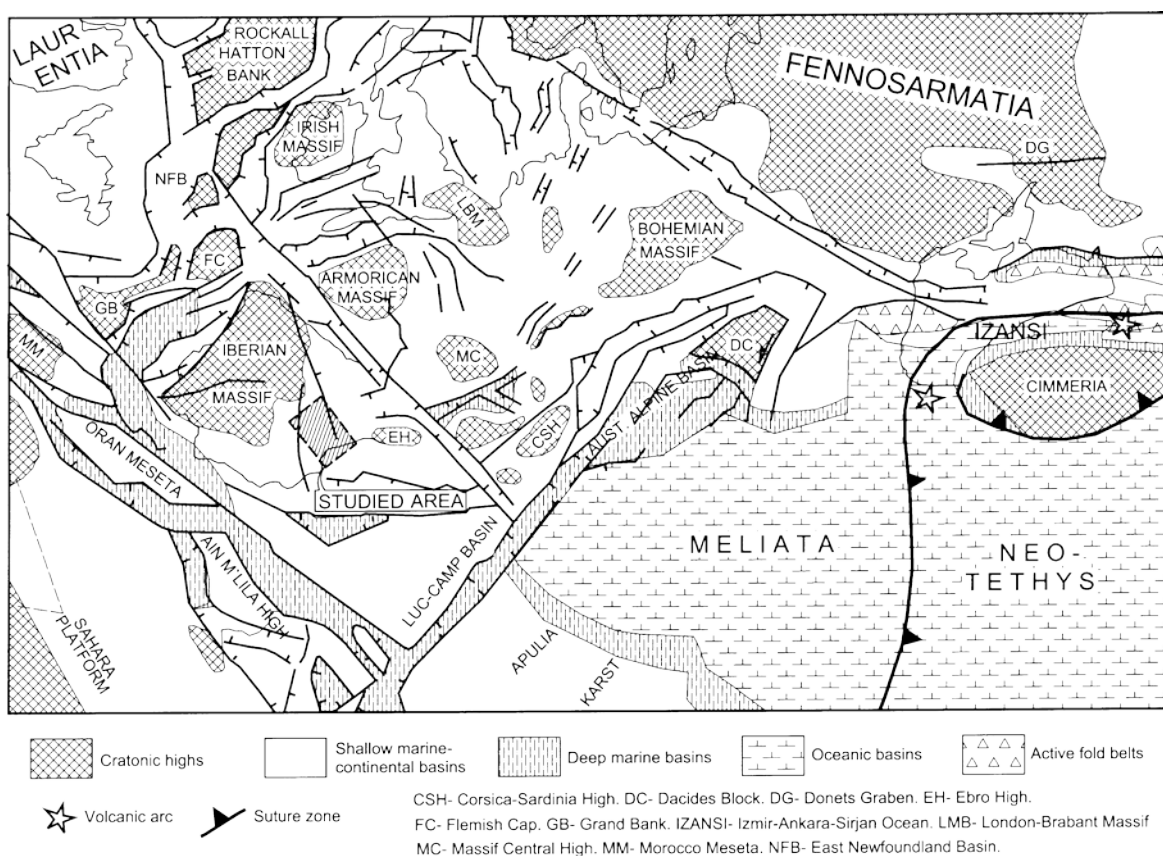 LAUR
ENTIA
ROCKALL
HATTON
BANK
FENNOSARMATIA
IRISH
MASSIF
DG
NFB
LBM
BOHEMIAN
MASSIF
FC
ARMORICAN
MASSIF
GB
IZANSI
MM
IBERIAN
MASSIF
MC
DC
CIMMERIA
AUST ALPINE BASIN
ORAN MESETA
EH
CSH
STUDIED AREA
MELIATA
NEO-
TETHYS
AIN M'LILA HIGH
LUC-CAMP BASIN
SAHARA
PLATFORM
APULIA
KARST
Cratonic highs
Shallow marine-
continental basins
Deep marine basins
Oceanic basins
Active fold belts
Volcanic arc
Suture zone
CSH- Corsica-Sardinia High. DC- Dacides Block. DG- Donets Graben. EH- Ebro High.
FC- Flemish Cap. GB- Grand Bank. IZANSI- Izmir-Ankara-Sirjan Ocean. LMB- London-Brabant Massif
MC- Massif Central High. MM- Morocco Meseta. NFB- East Newfoundland Basin.